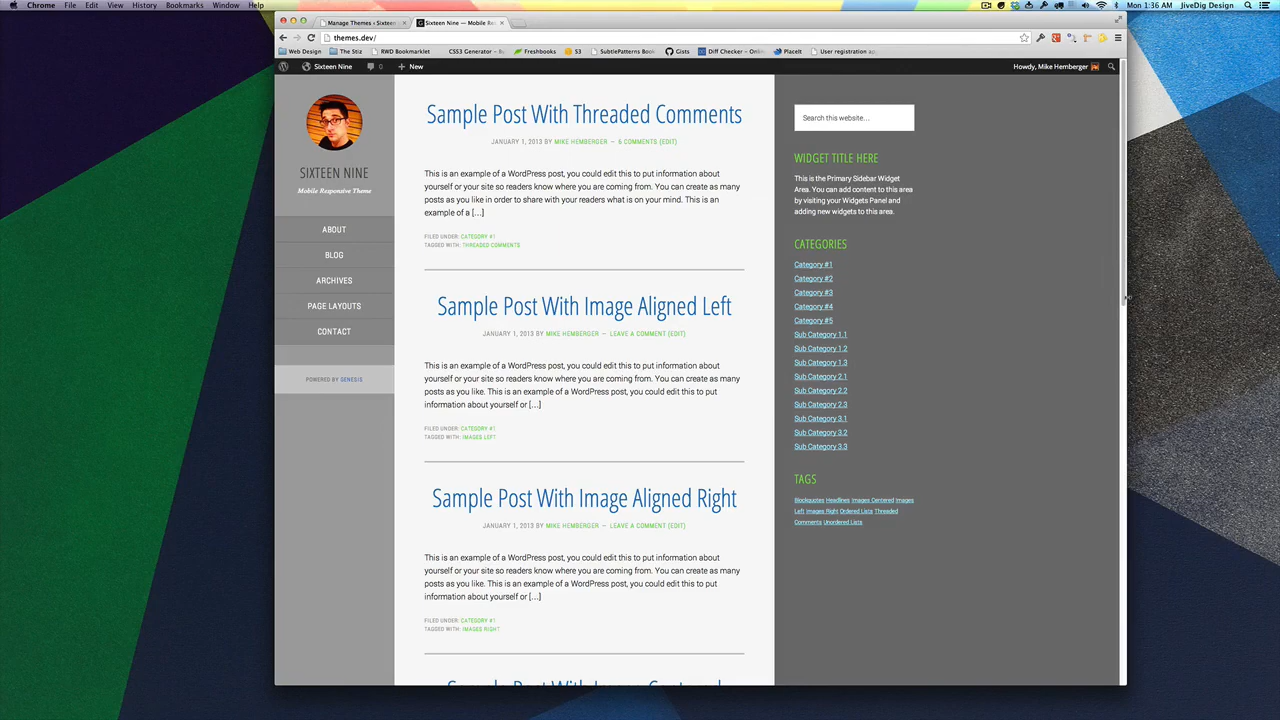 Chrome File Edit View History Bookmarks Window Help
Mon 1:36 AM JiveDig Design
Manage Themes ‹ Sixteen
Sixteen Nine — Mobile Re
themes.dev/
Web Design The Stiz RWD Bookmarklet CSS3 Generator – By Freshbooks S3 SubtlePatterns Book Gists Diff Checker – Onlin PlaceIt User registration ap
Sixteen Nine 0 New
Howdy, Mike Hemberger
SIXTEEN NINE
Mobile Responsive Theme
ABOUT
BLOG
ARCHIVES
PAGE LAYOUTS
CONTACT
POWERED BY GENESIS
Sample Post With Threaded Comments
JANUARY 1, 2013 BY MIKE HEMBERGER — 6 COMMENTS (EDIT)
This is an example of a WordPress post, you could edit this to put information about
yourself or your site so readers know where you are coming from. You can create as many
posts as you like in order to share with your readers what is on your mind. This is an
example of a […]
FILED UNDER: CATEGORY #1
TAGGED WITH: THREADED COMMENTS
Sample Post With Image Aligned Left
JANUARY 1, 2013 BY MIKE HEMBERGER — LEAVE A COMMENT (EDIT)
This is an example of a WordPress post, you could edit this to put information about
yourself or your site so readers know where you are coming from. You can create as many
posts as you like. This is an example of a WordPress post, you could edit this to put
information about yourself or […]
FILED UNDER: CATEGORY #1
TAGGED WITH: IMAGES LEFT
Sample Post With Image Aligned Right
JANUARY 1, 2013 BY MIKE HEMBERGER — LEAVE A COMMENT (EDIT)
This is an example of a WordPress post, you could edit this to put information about
yourself or your site so readers know where you are coming from. You can create as many
posts as you like. This is an example of a WordPress post, you could edit this to put
information about yourself or […]
FILED UNDER: CATEGORY #1
TAGGED WITH: IMAGES RIGHT
Search this website…
WIDGET TITLE HERE
This is the Primary Sidebar Widget
Area. You can add content to this area
by visiting your Widgets Panel and
adding new widgets to this area.
CATEGORIES
Category #1
Category #2
Category #3
Category #4
Category #5
Sub Category 1.1
Sub Category 1.2
Sub Category 1.3
Sub Category 2.1
Sub Category 2.2
Sub Category 2.3
Sub Category 3.1
Sub Category 3.2
Sub Category 3.3
TAGS
Blockquotes Headlines Images Centered Images
Left Images Right Ordered Lists Threaded
Comments Unordered Lists